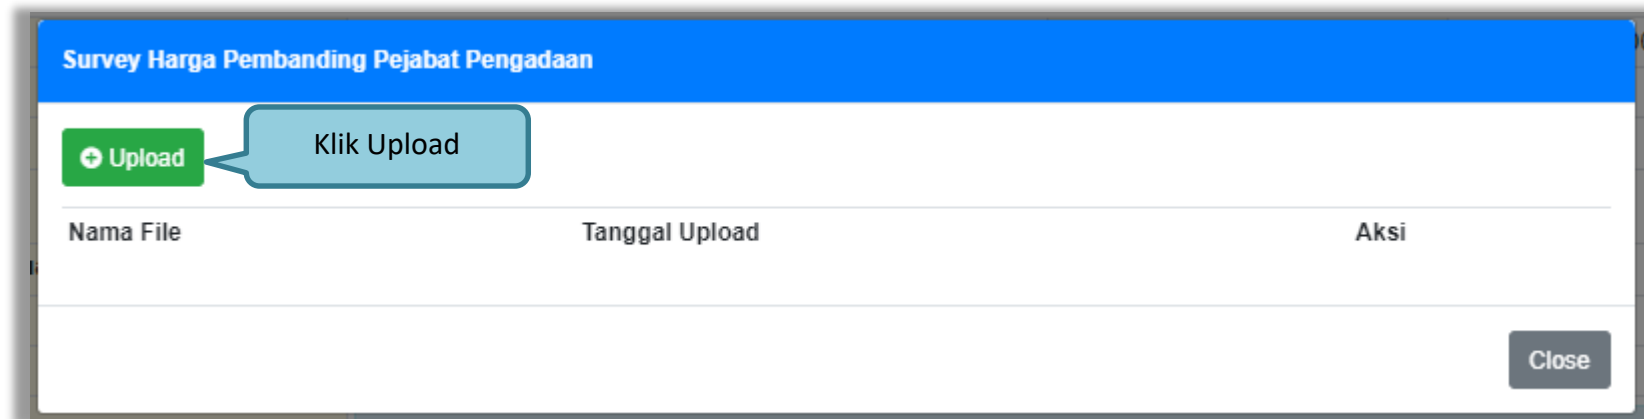 Survey Harga Pembanding Pejabat Pengadaan
Upload
Klik Upload
Nama File Tanggal Upload Aksi
Close